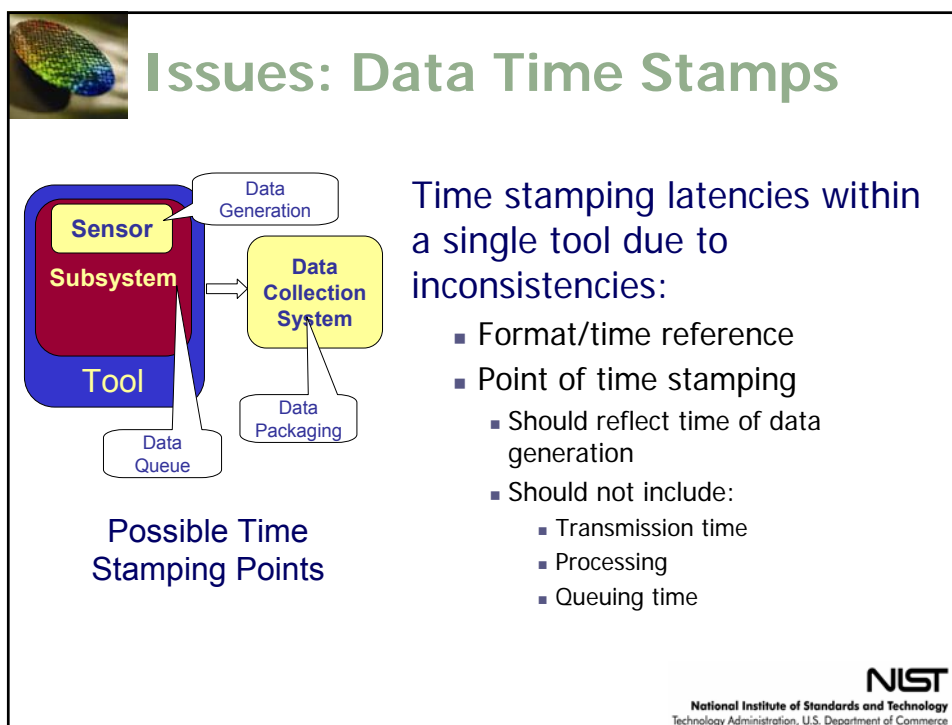 Issues: Data Time Stamps
Data
Generation
Sensor
Subsystem
Data
Collection
System
Tool
Data
Packaging
Data
Queue
Possible Time
Stamping Points
Time stamping latencies within
a single tool due to
inconsistencies:
Format/time reference
Point of time stamping
Should reflect time of data
generation
Should not include:
Transmission time
Processing
Queuing time
NIST
National Institute of Standards and Technology
Technology Administration, U.S. Department of Commerce